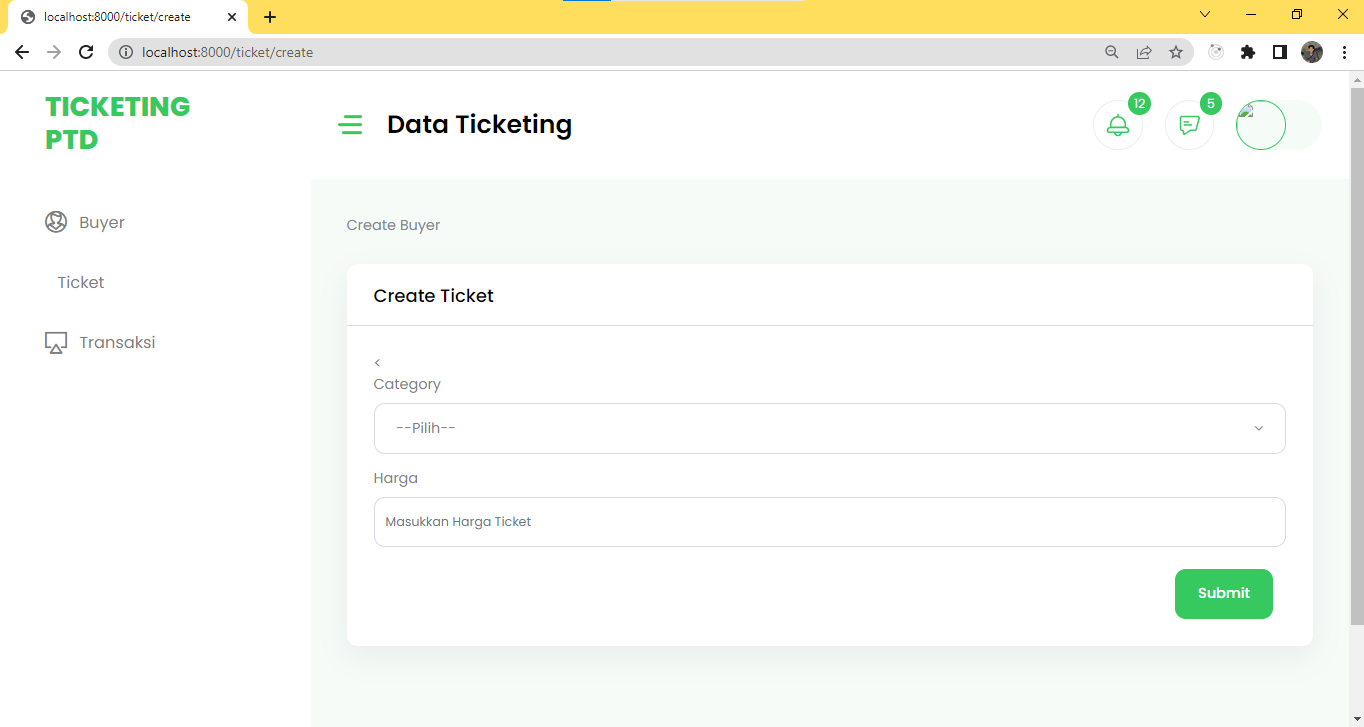 localhost:8000/ticket/create
localhost:8000/ticket/create
TICKETING
PTD
Data Ticketing
12
5
Buyer
Ticket
Transaksi
Create Buyer
Create Ticket
<
Category
--Pilih--
Harga
Masukkan Harga Ticket
Submit